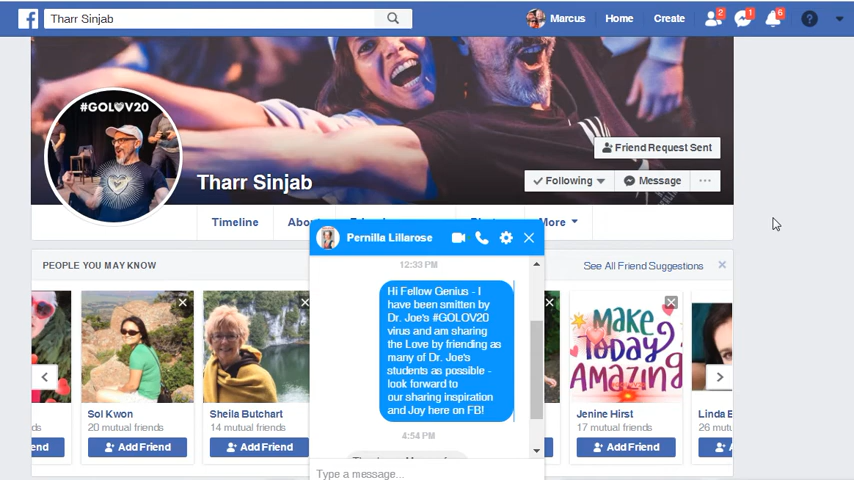 Tharr Sinjab
Marcus
Home
Create
2
1
6
?
#GOLOV20
Friend Request Sent
Tharr Sinjab
Following
Message
Timeline
More
Pernilla Lillarose
PEOPLE YOU MAY KNOW
See All Friend Suggestions
12:33 PM
Hi Fellow Genius - I
have been smitten by
Dr. Joe's #GOLOV20
virus and am sharing
the Love by friending as
many of Dr. Joe's
students as possible -
look forward to
our sharing inspiration
and Joy here on FB!
4:54 PM
Type a message...
MAKE
TODAY
AMAZING
Sol Kwon
20 mutual friends
Add Friend
Sheila Butchart
14 mutual friends
Add Friend
Jenine Hirst
17 mutual friends
Add Friend
Linda
26